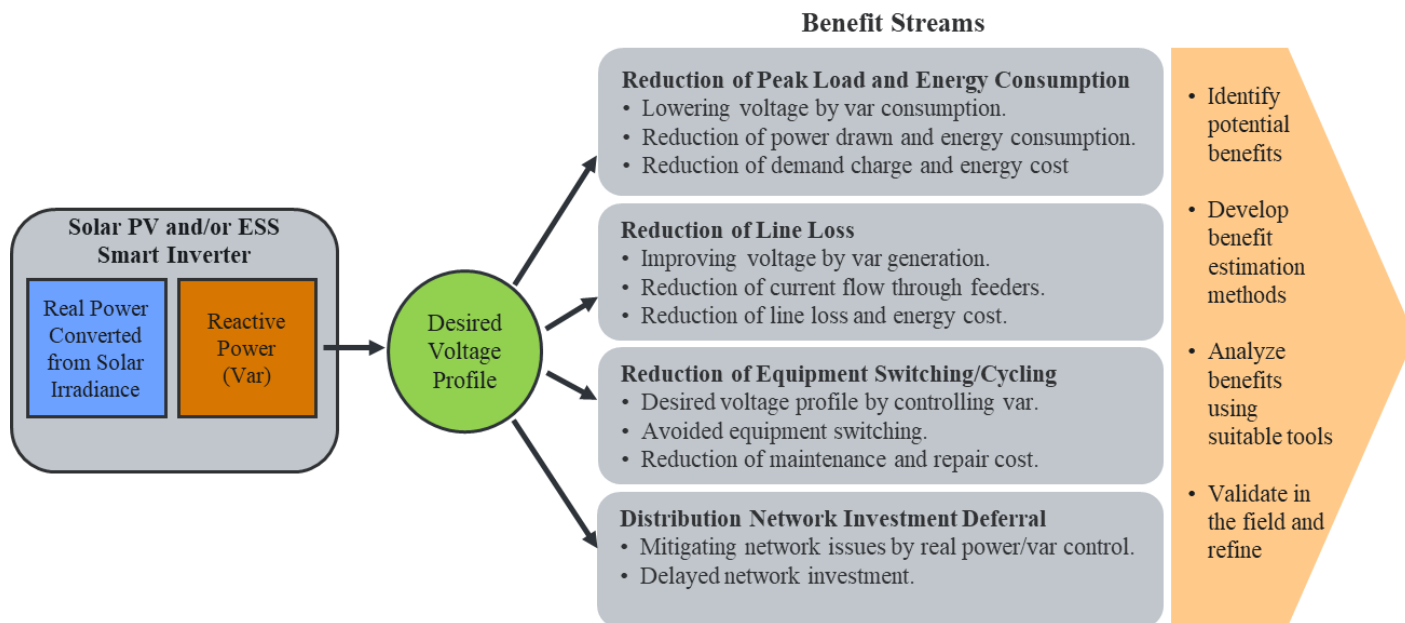 Benefit Streams
Solar PV and/or ESS
Smart Inverter
Real Power
Converted
from Solar
Irradiance
Reactive
Power
(Var)
Desired
Voltage
Profile
Reduction of Peak Load and Energy Consumption
• Lowering voltage by var consumption.
• Reduction of power drawn and energy consumption.
• Reduction of demand charge and energy cost
Reduction of Line Loss
• Improving voltage by var generation.
• Reduction of current flow through feeders.
• Reduction of line loss and energy cost.
Reduction of Equipment Switching/Cycling
• Desired voltage profile by controlling var.
• Avoided equipment switching.
• Reduction of maintenance and repair cost.
Distribution Network Investment Deferral
• Mitigating network issues by real power/var control.
• Delayed network investment.
• Identify
potential
benefits
• Develop
benefit
estimation
methods
• Analyze
benefits
using
suitable tools
• Validate in
the field and
refine